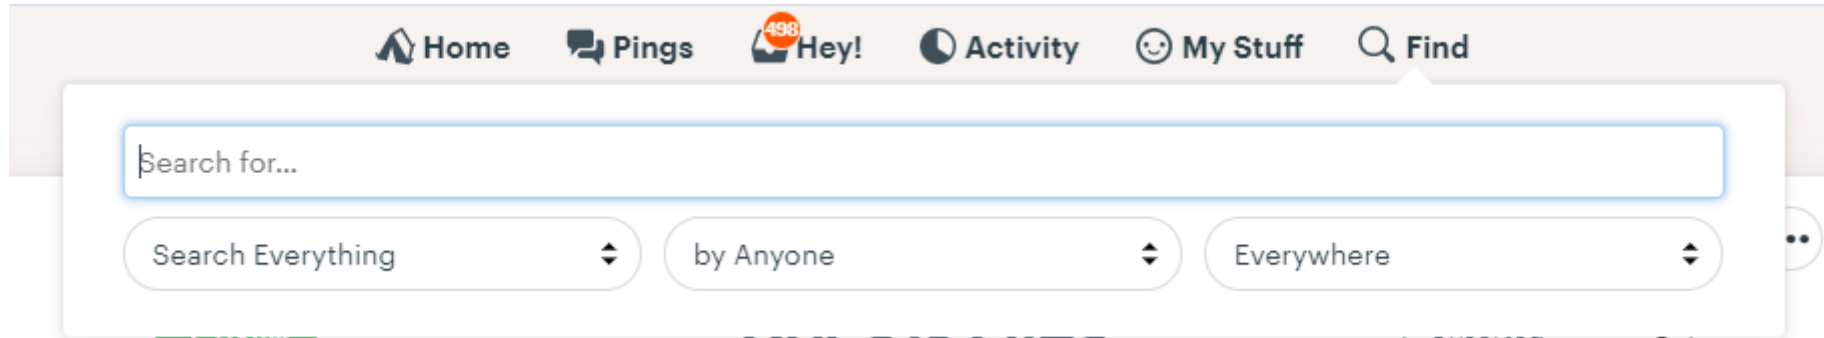 Home Pings 498 Hey! Activity My Stuff Find
Search for...
Search Everything by Anyone Everywhere